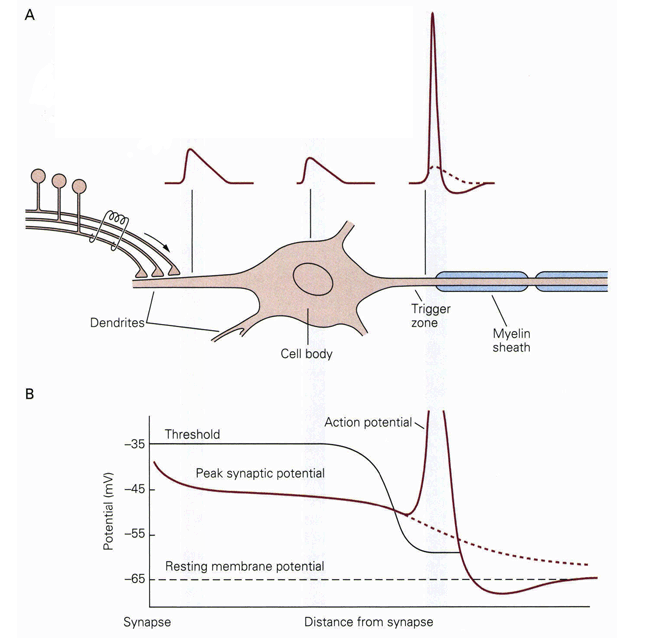 A
Dendrites
Cell body
Trigger
zone
Myelin
sheath
B
Action potential
Threshold
Peak synaptic potential
Resting membrane potential
Potential (mV)
–35
–45
–55
–65
Synapse
Distance from synapse